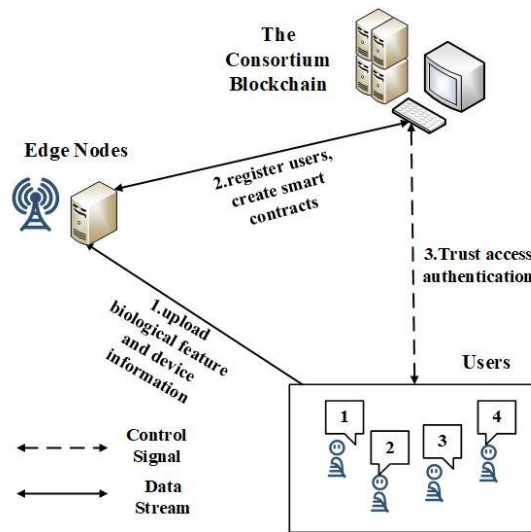 The
Consortium
Blockchain
Edge Nodes
2.register users,
create smart
contracts
3.Trust access
authentication
1.upload
biological feature
and device
information
Users
1
2
3
4
Control
Signal
Data
Stream